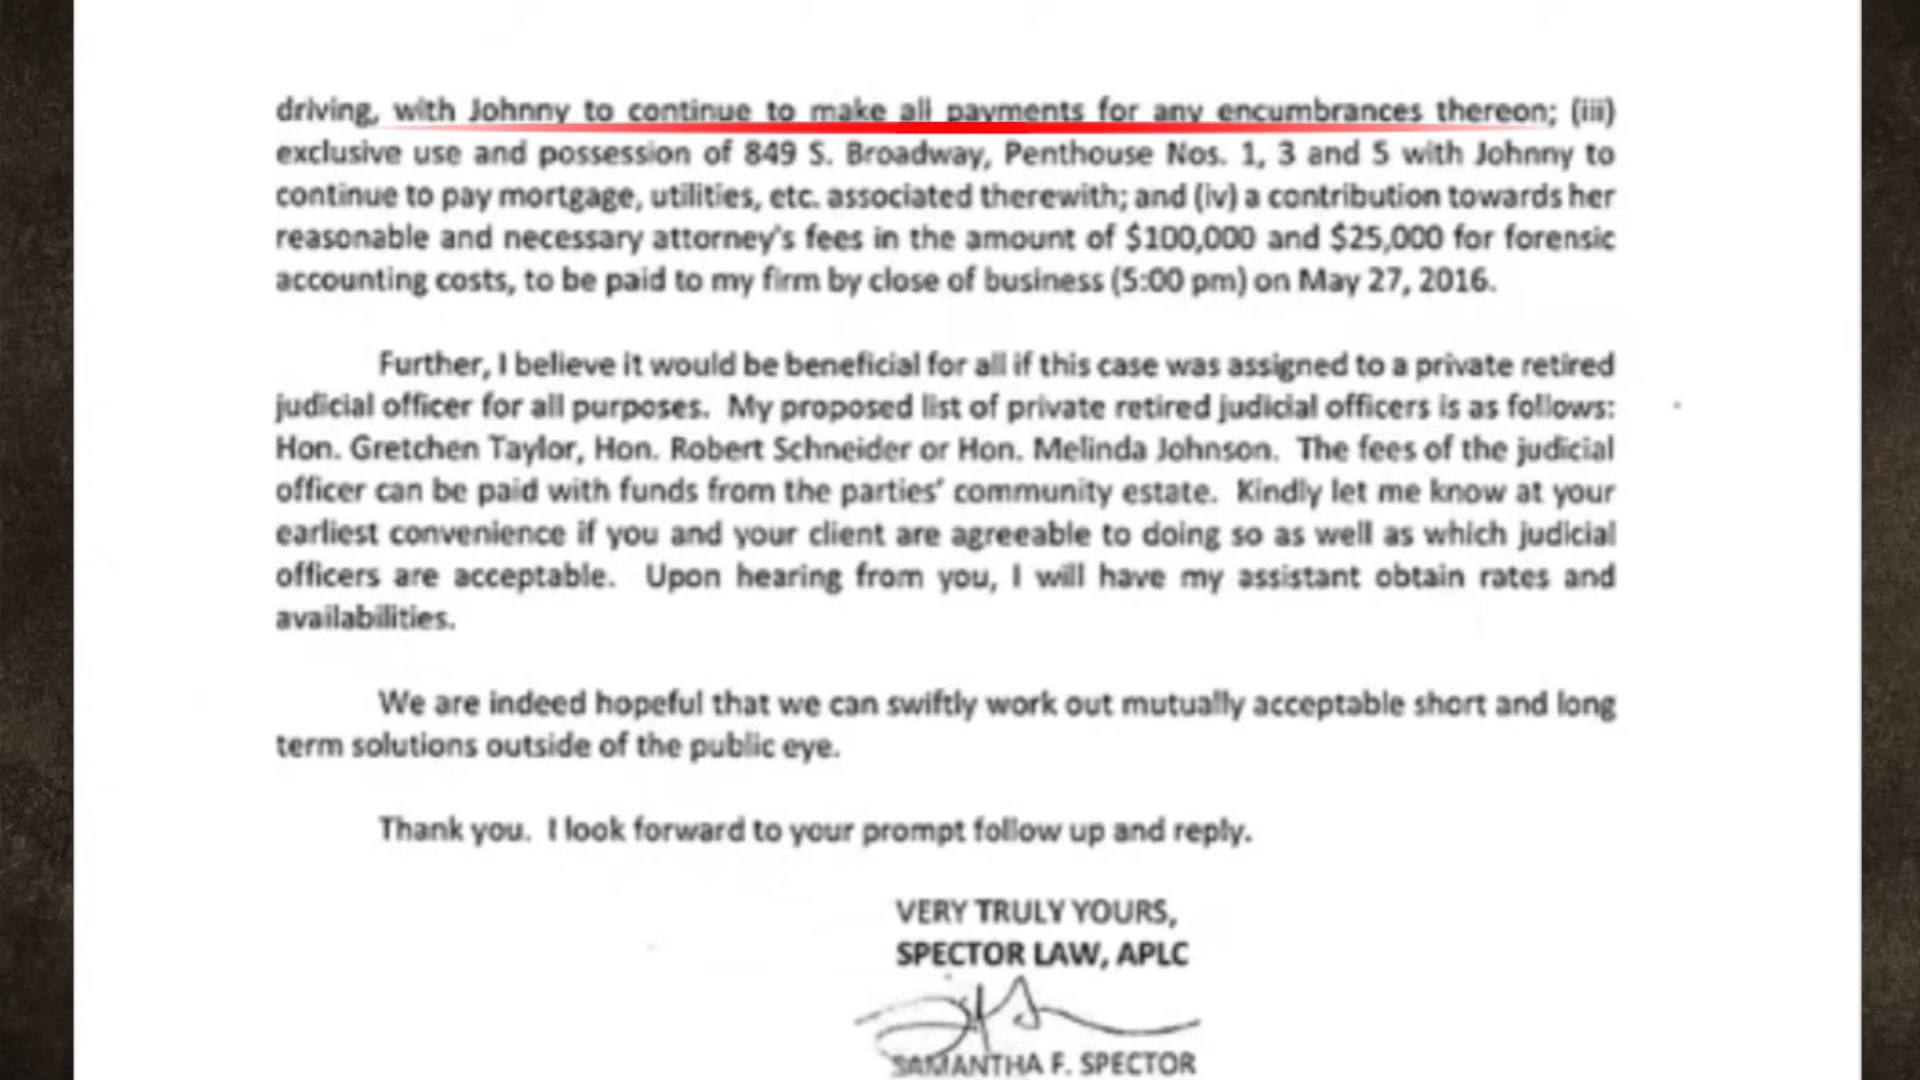 driving, with Johnny to continue to make all payments for any encumbrances thereon; (iii)
exclusive use and possession of 849 S. Broadway, Penthouse Nos. 1, 3 and 5 with Johnny to
continue to pay mortgage, utilities, etc. associated therewith; and (iv) a contribution towards her
reasonable and necessary attorney's fees in the amount of $100,000 and $25,000 for forensic
accounting costs, to be paid to my firm by close of business (5:00 pm) on May 27, 2016.
Further, I believe it would be beneficial for all if this case was assigned to a private retired
judicial officer for all purposes. My proposed list of private retired judicial officers is as follows:
Hon. Gretchen Taylor, Hon. Robert Schneider or Hon. Melinda Johnson. The fees of the judicial
officer can be paid with funds from the parties' community estate. Kindly let me know at your
earliest convenience if you and your client are agreeable to doing so as well as which judicial
officers are acceptable. Upon hearing from you, I will have my assistant obtain rates and
availabilities.
We are indeed hopeful that we can swiftly work out mutually acceptable short and long
term solutions outside of the public eye.
Thank you. I look forward to your prompt follow up and reply.
VERY TRULY YOURS,
SPECTOR LAW, APLC
SAMANTHA F. SPECTOR